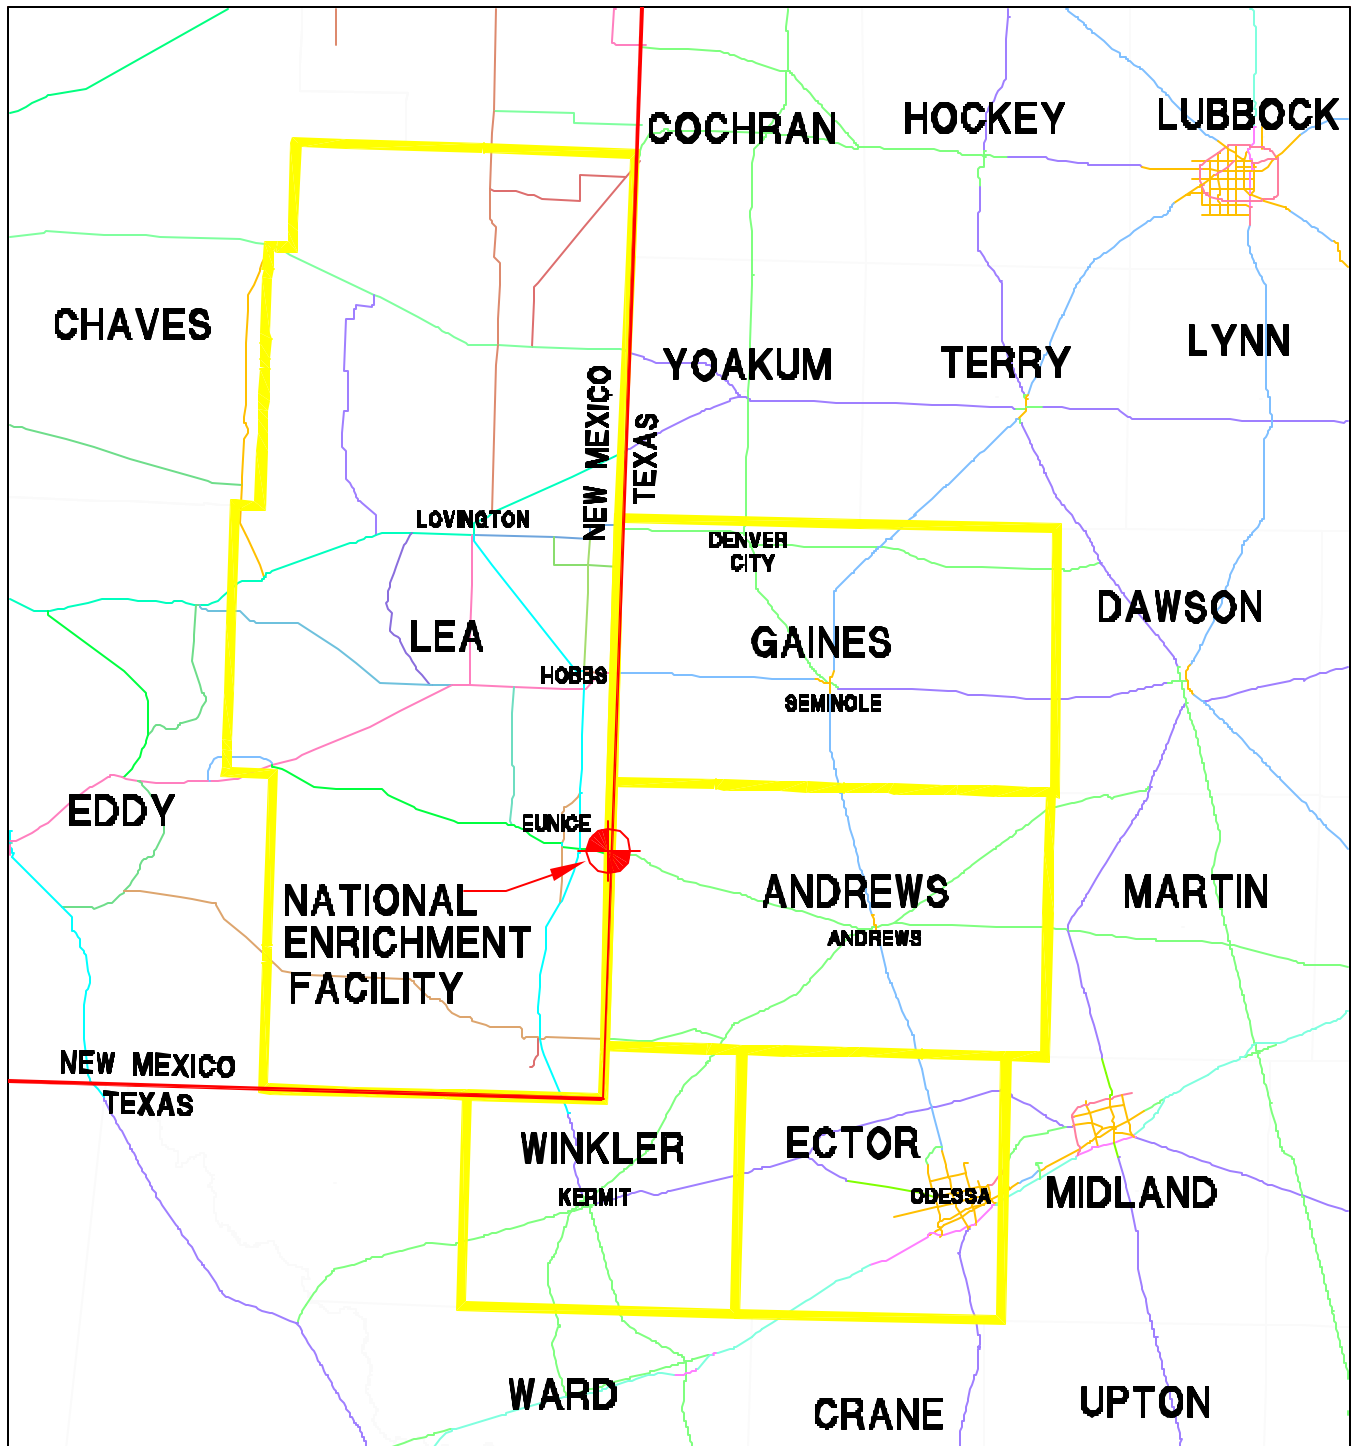 COCHRAN
HOCKEY
LUBBOCK
CHAVES
YOAKUM
TERRY
LYNN
NEW MEXICO
TEXAS
LOVINGTON
DENVER
CITY
LEA
GAINES
DAWSON
HOBBS
SEMINOLE
EDDY
EUNICE
NATIONAL
ENRICHMENT
FACILITY
ANDREWS
ANDREWS
MARTIN
NEW MEXICO
TEXAS
WINKLER
ECTOR
KERMIT
ODESSA
MIDLAND
WARD
CRANE
UPTON